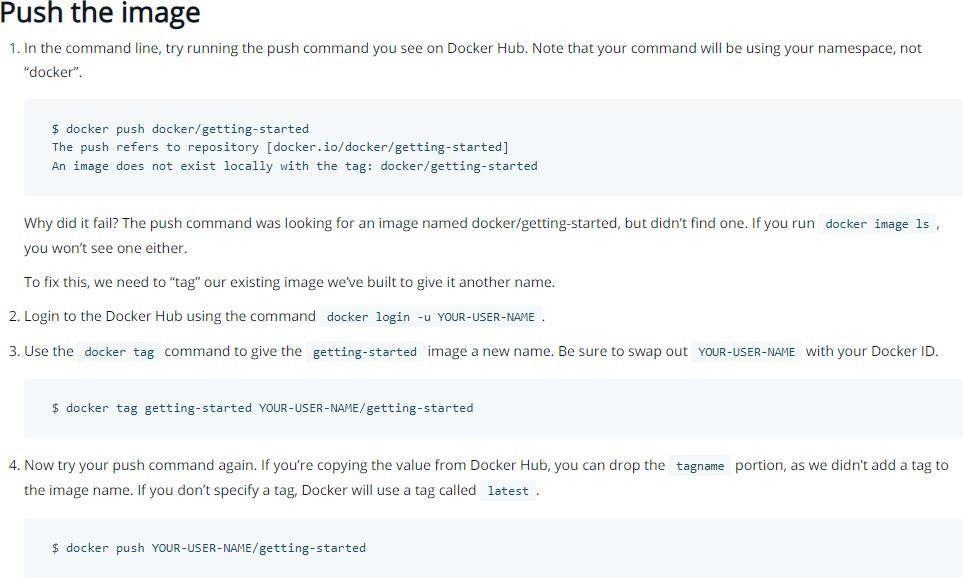 Push the image
1. In the command line, try running the push command you see on Docker Hub. Note that your command will be using your namespace, not
“docker”.
$ docker push docker/getting-started
The push refers to repository [docker.io/docker/getting-started]
An image does not exist locally with the tag: docker/getting-started
Why did it fail? The push command was looking for an image named docker/getting-started, but didn’t find one. If you run docker image ls ,
you won’t see one either.
To fix this, we need to “tag” our existing image we’ve built to give it another name.
2. Login to the Docker Hub using the command docker login -u YOUR-USER-NAME .
3. Use the docker tag command to give the getting-started image a new name. Be sure to swap out YOUR-USER-NAME with your Docker ID.
$ docker tag getting-started YOUR-USER-NAME/getting-started
4. Now try your push command again. If you’re copying the value from Docker Hub, you can drop the tagname portion, as we didn’t add a tag to
the image name. If you don’t specify a tag, Docker will use a tag called latest .
$ docker push YOUR-USER-NAME/getting-started